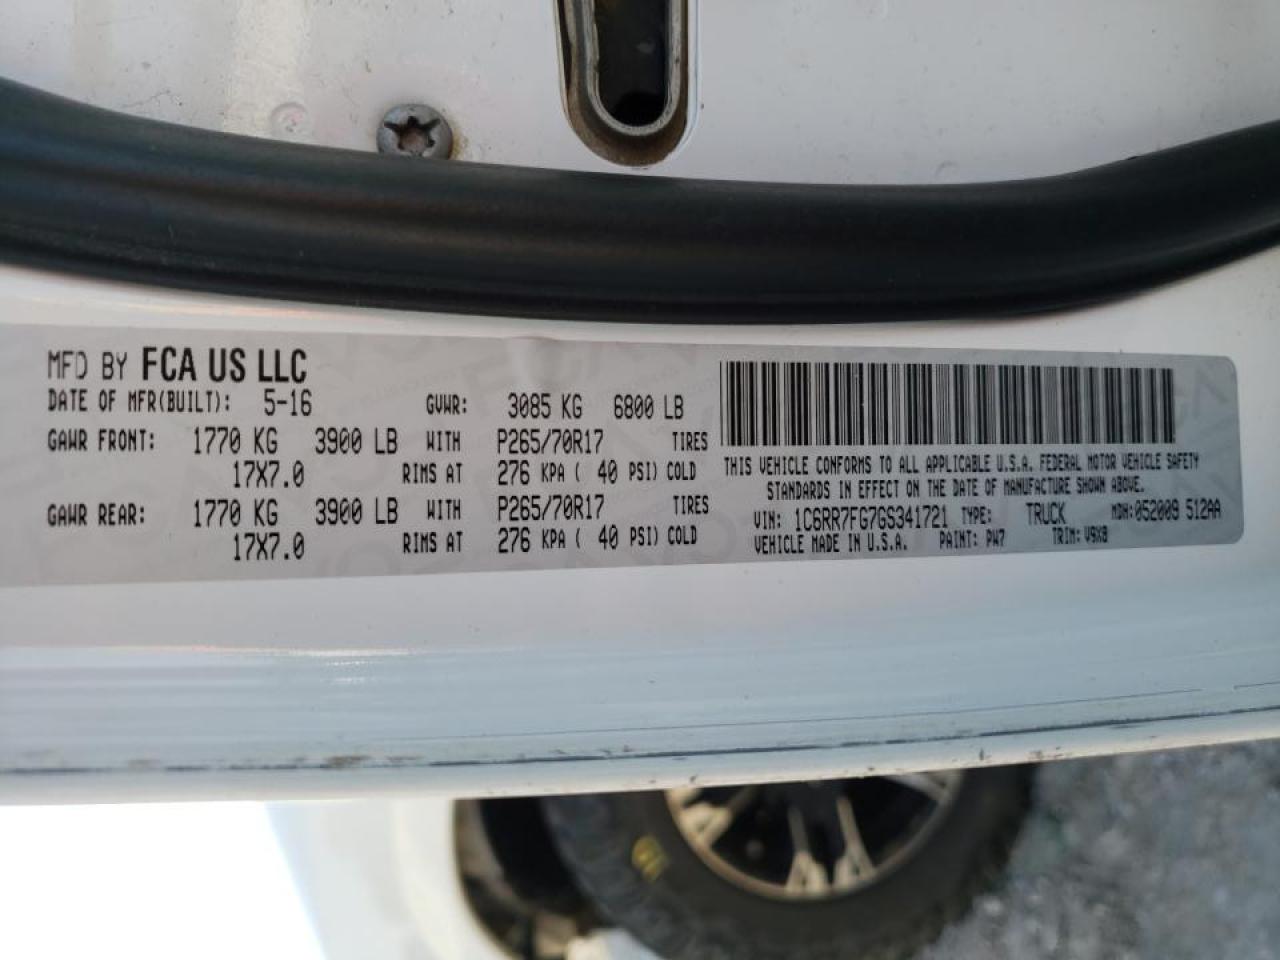 MFD BY FCA US LLC
DATE OF MFR(BUILT): 5-16 GVWR: 3085 KG 6800 LB
GAWR FRONT: 1770 KG 3900 LB WITH P265/70R17 TIRES
17X7.0 RIMS AT 276 KPA ( 40 PSI) COLD
GAWR REAR: 1770 KG 3900 LB WITH P265/70R17 TIRES
17X7.0 RIMS AT 276 KPA ( 40 PSI) COLD
THIS VEHICLE CONFORMS TO ALL APPLICABLE U.S.A. FEDERAL MOTOR VEHICLE SAFETY
STANDARDS IN EFFECT ON THE DATE OF MANUFACTURE SHOWN ABOVE.
VIN: 1C6RR7FG7GS341721 TYPE: TRUCK MDH:052009 512AA
VEHICLE MADE IN U.S.A. PAINT: PW7 TRIM: V9X8